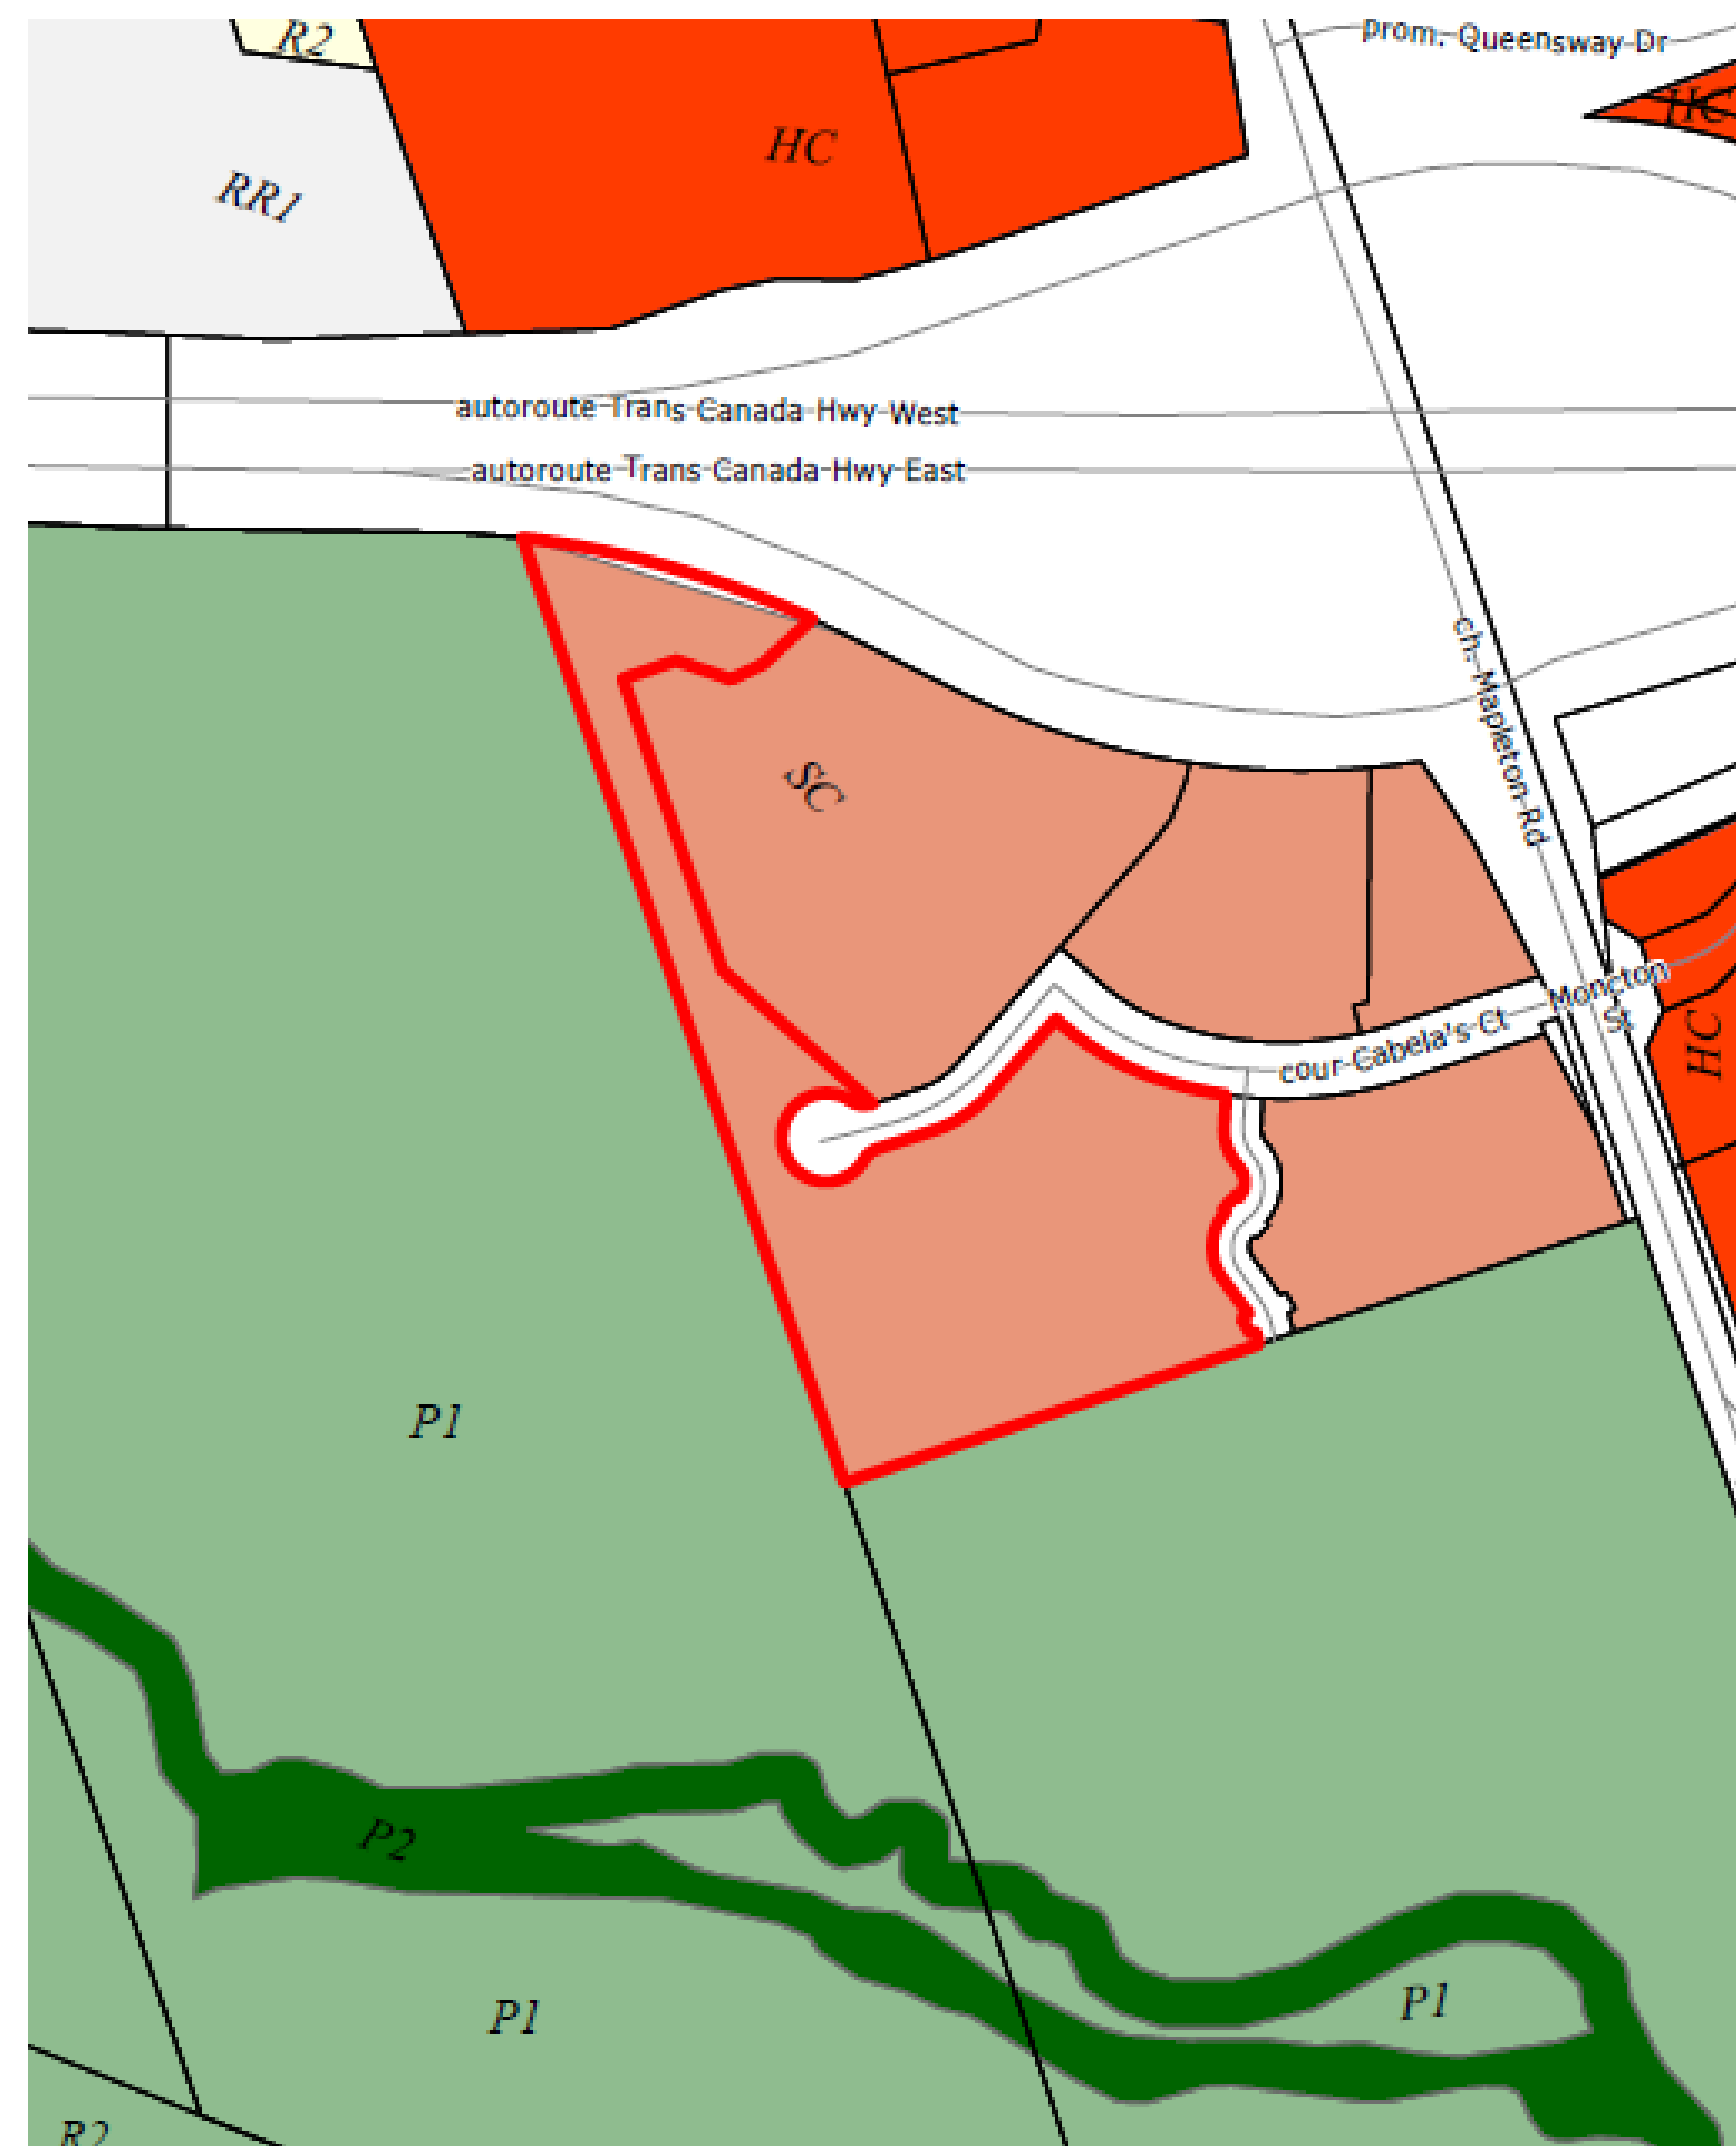 R2
prom. Queensway Dr
HC
HC
RR1
autoroute Trans-Canada Hwy West
autoroute Trans-Canada Hwy East
ch. Mapleton Rd
SC
Moncton St
cour Cabela's Ct
HC
P1
P2
P1
P1
R2